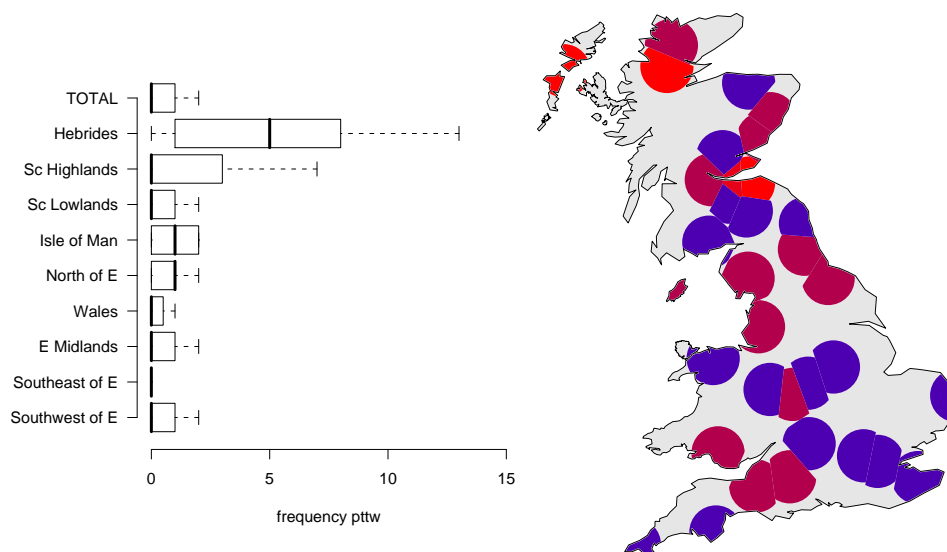 TOTAL
Hebrides
Sc Highlands
Sc Lowlands
Isle of Man
North of E
Wales
E Midlands
Southeast of E
Southwest of E
0 5 10 15
frequency pttw